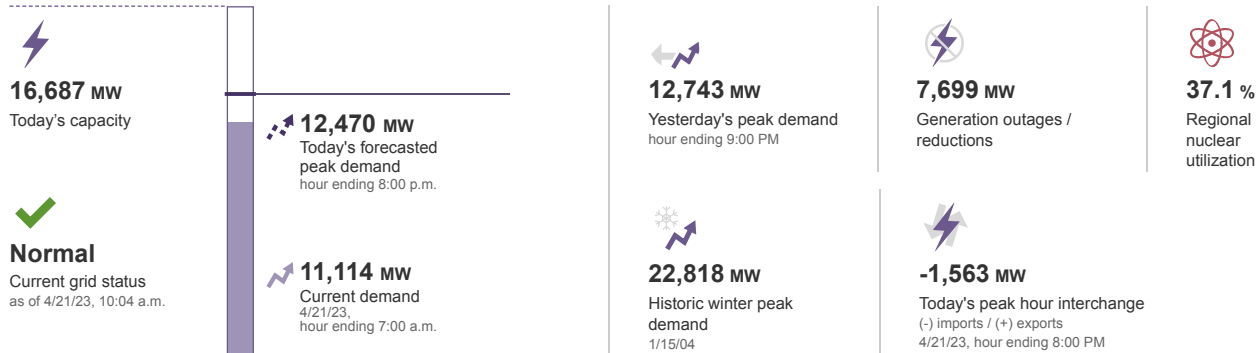 16,687 MW
Today's capacity
Normal
Current grid status
as of 4/21/23, 10:04 a.m.
12,470 MW
Today's forecasted
peak demand
hour ending 8:00 p.m.
11,114 MW
Current demand
4/21/23,
hour ending 7:00 a.m.
12,743 MW
Yesterday's peak demand
hour ending 9:00 PM
7,699 MW
Generation outages /
reductions
37.1 %
Regional
nuclear
utilization
22,818 MW
Historic winter peak
demand
1/15/04
-1,563 MW
Today's peak hour interchange
(-) imports / (+) exports
4/21/23, hour ending 8:00 PM